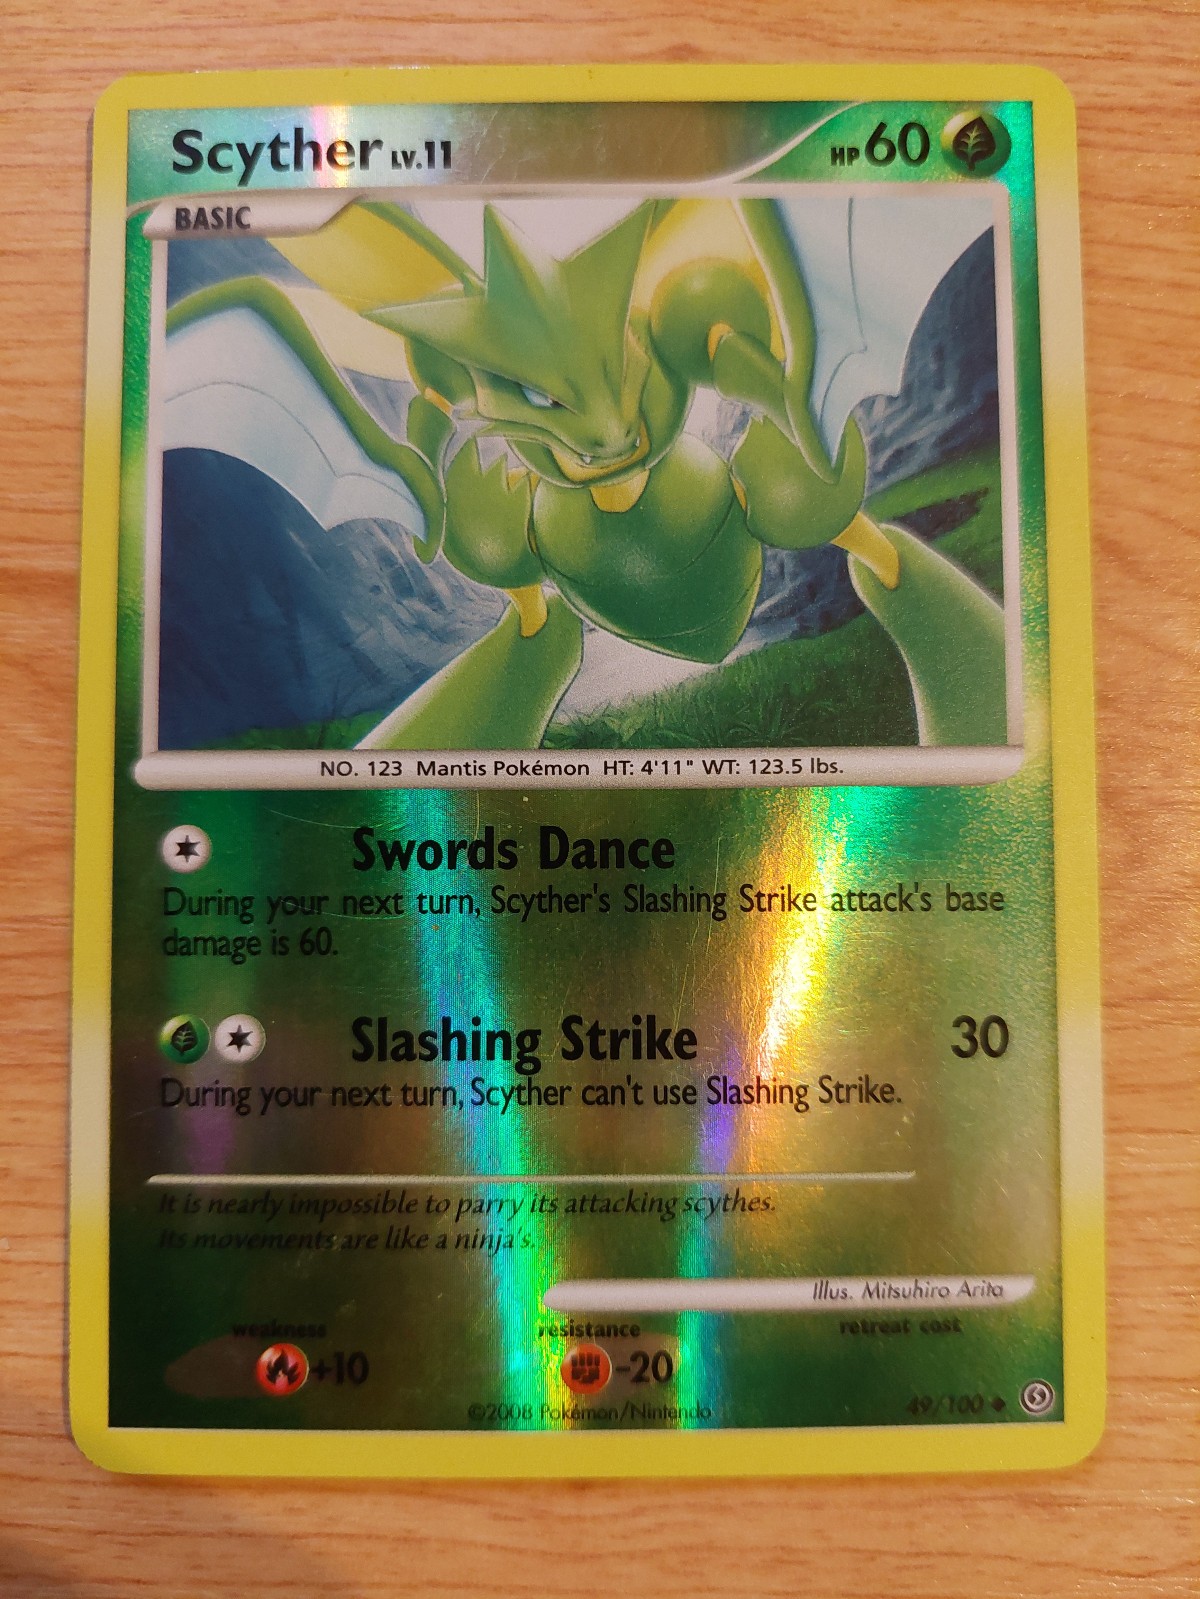 Scyther LV.11 HP 60
BASIC
NO. 123 Mantis Pokémon HT: 4'11" WT: 123.5 lbs.
Swords Dance
During your next turn, Scyther's Slashing Strike attack's base
damage is 60.
Slashing Strike 30
During your next turn, Scyther can't use Slashing Strike.
It is nearly impossible to parry its attacking scythes.
Its movements are like a ninja's.
Illus. Mitsuhiro Arita
weakness resistance retreat cost
+10 -20
©2008 Pokémon/Nintendo 49/100